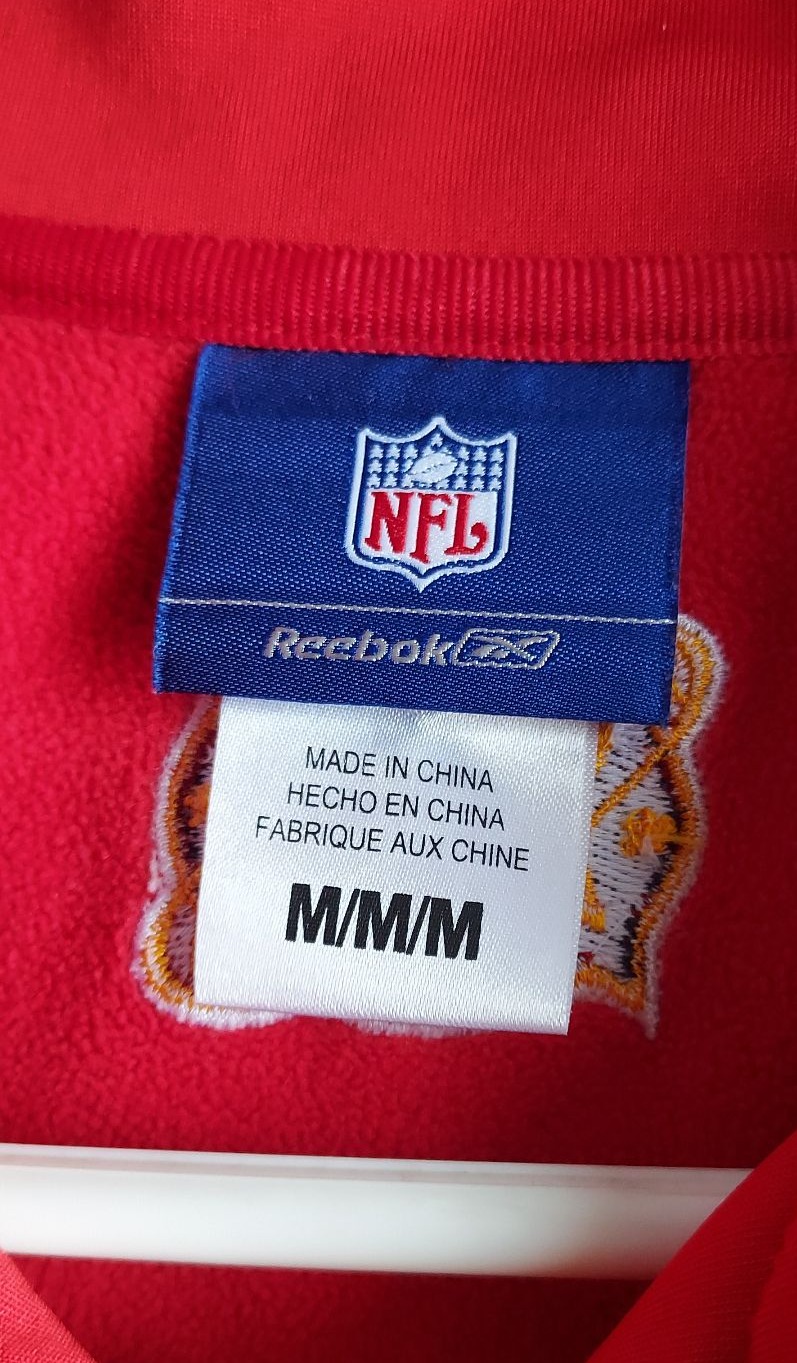 NFL
Reebok
MADE IN CHINA
HECHO EN CHINA
FABRIQUE AUX CHINE
M/M/M